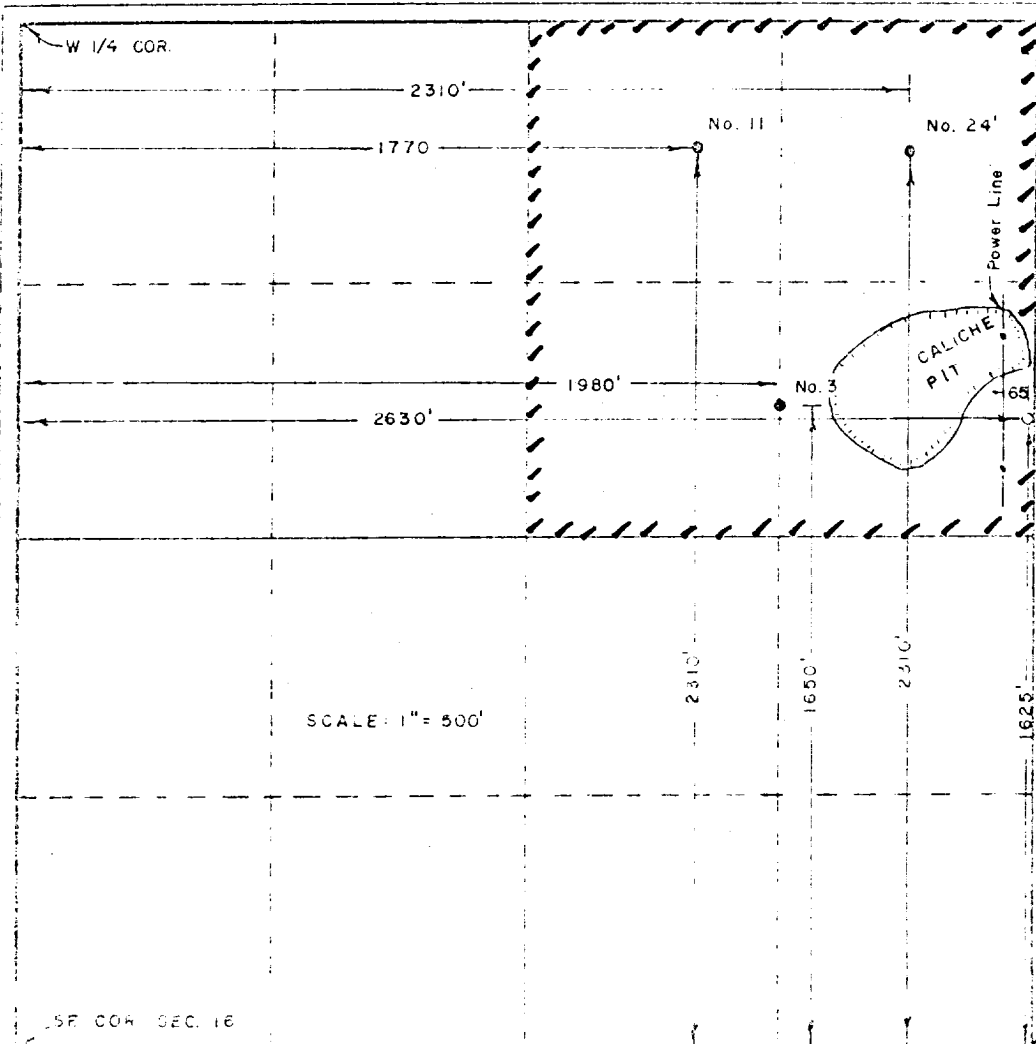 W 1/4 COR.
2310'
No. 11
No. 24'
1770
Power Line
CALICHE
PIT
1980'
No. 3
65
2630'
2310'
1650'
2310'
1625'
SCALE: 1" = 500'
COR SEC. 16